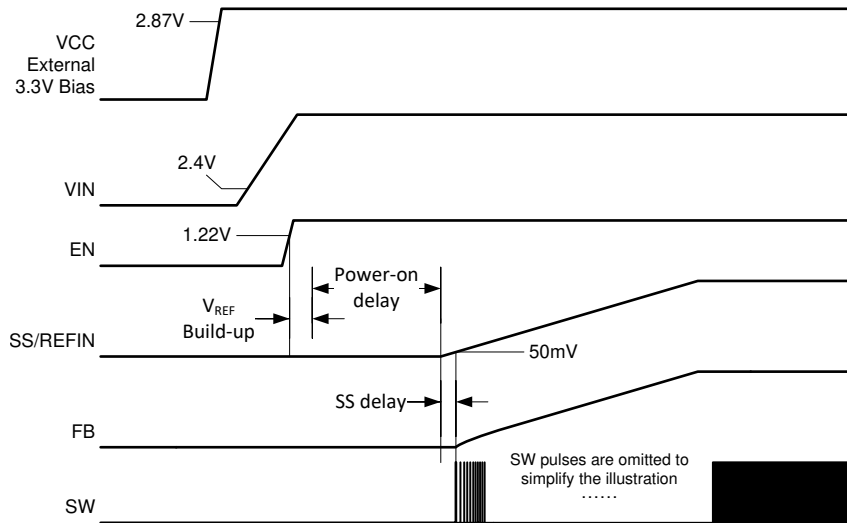 2.87V
VCC
External
3.3V Bias
2.4V
VIN
1.22V
EN
Power-on
delay
VREF
Build-up
SS/REFIN
50mV
SS delay
FB
SW pulses are omitted to
simplify the illustration
......
SW